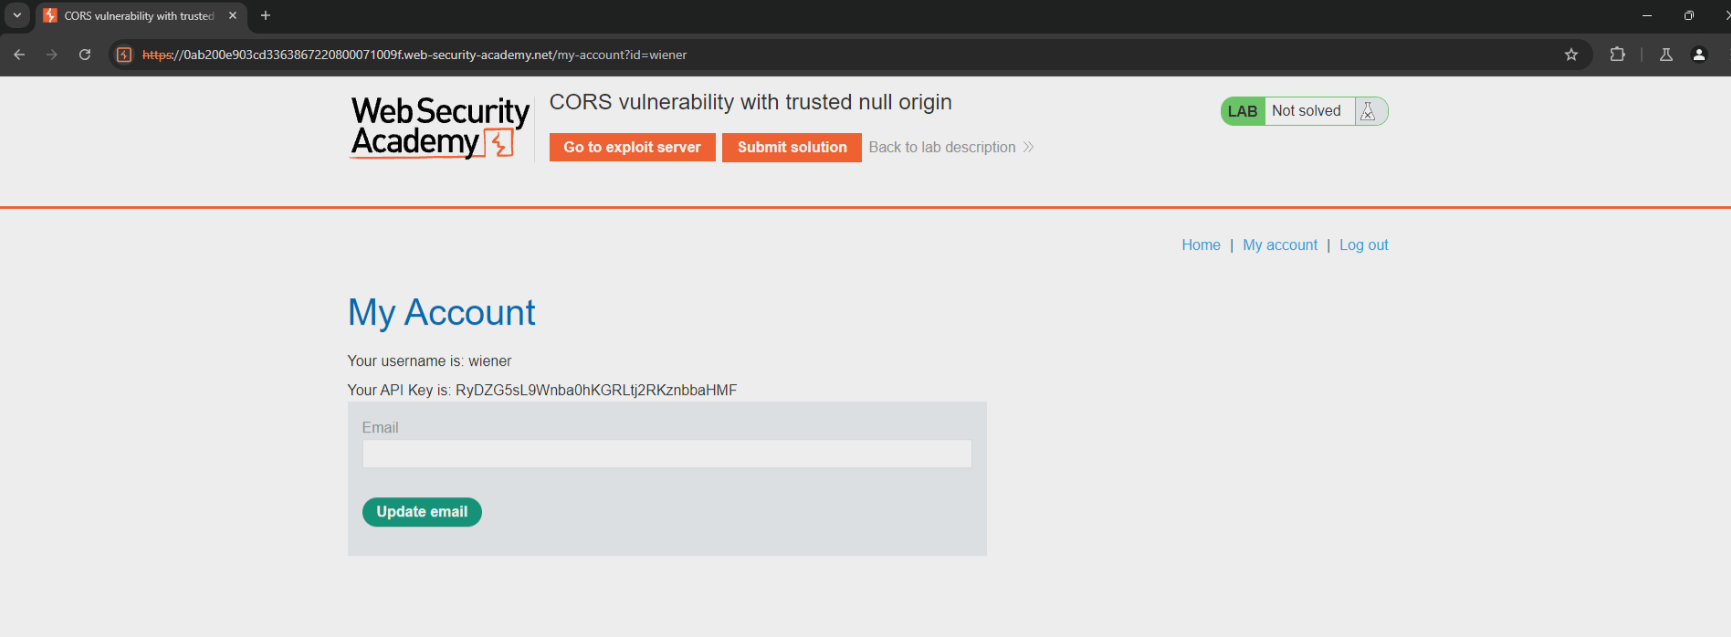 CORS vulnerability with trusted
https://0ab200e903cd3363867220800071009f.web-security-academy.net/my-account?id=wiener
Web Security
Academy
CORS vulnerability with trusted null origin
LAB Not solved
Go to exploit server
Submit solution
Back to lab description
Home | My account | Log out
My Account
Your username is: wiener
Your API Key is: RyDZG5sL9Wnba0hKGRLtj2RKznbbaHMF
Email
Update email